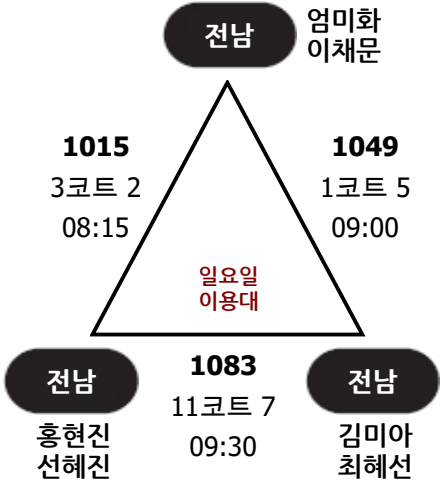 전남
엄미화
이채문
1015
3코트 2
08:15
1049
1코트 5
09:00
일요일
이용대
전남
홍현진
선혜진
1083
11코트 7
09:30
전남
김미아
최혜선